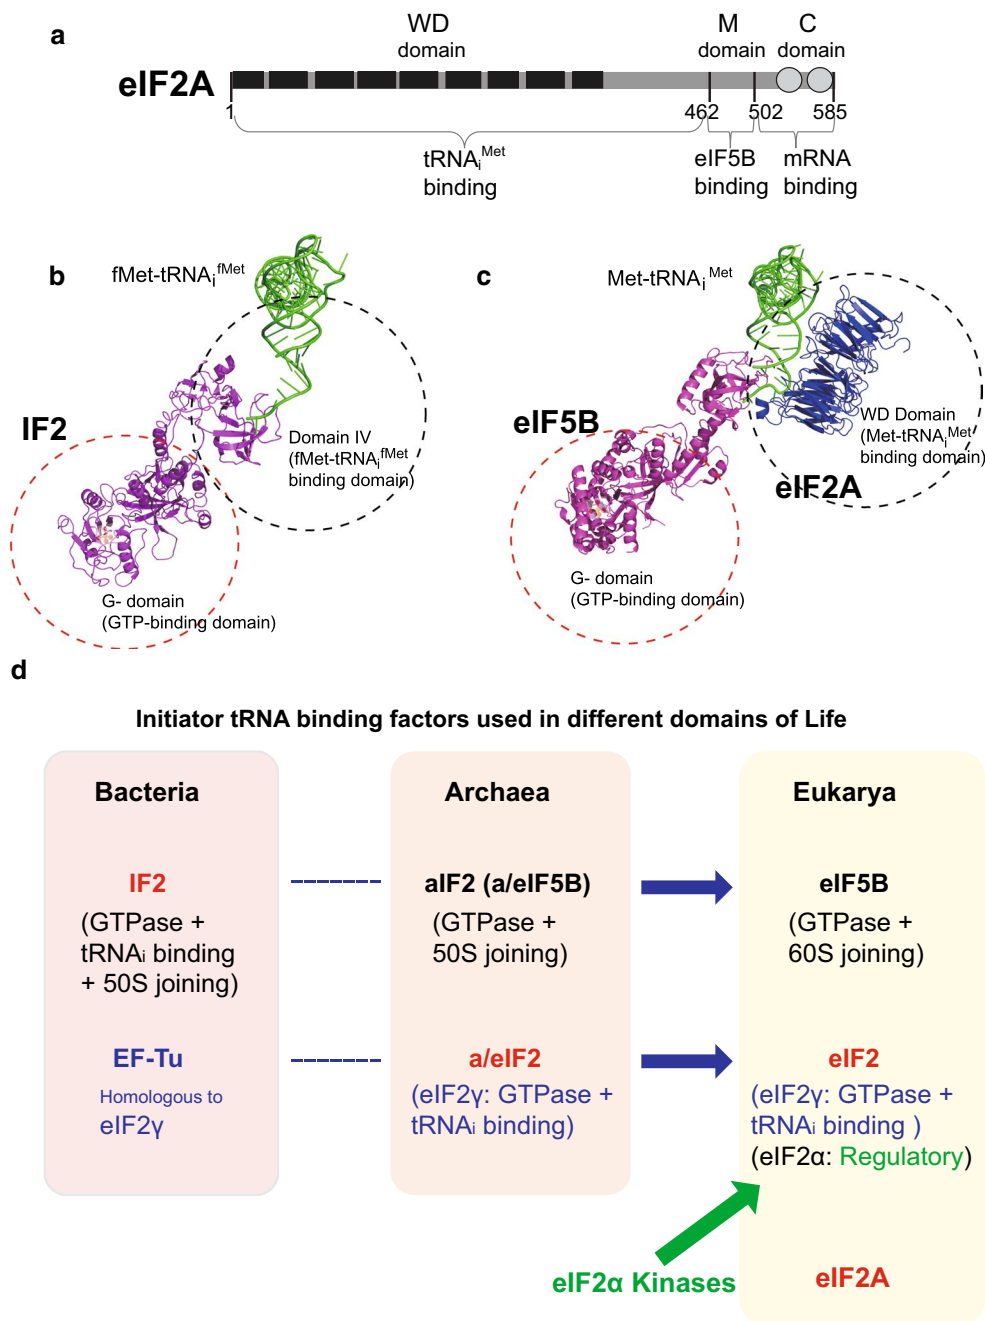 a
WD
domain
M
domain
C
domain
eIF2A
1
462
502
585
tRNAiMet
binding
eIF5B
binding
mRNA
binding
b
fMet-tRNAifMet
IF2
Domain IV
(fMet-tRNAifMet
binding domain)
G- domain
(GTP-binding domain)
c
Met-tRNAiMet
eIF5B
WD Domain
(Met-tRNAiMet
binding domain)
eIF2A
G- domain
(GTP-binding domain)
d
Initiator tRNA binding factors used in different domains of Life
Bacteria
IF2
(GTPase +
tRNAi binding
+ 50S joining)
EF-Tu
Homologous to
eIF2γ
Archaea
aIF2 (a/eIF5B)
(GTPase +
50S joining)
a/eIF2
(eIF2γ: GTPase +
tRNAi binding)
Eukarya
eIF5B
(GTPase +
60S joining)
eIF2
(eIF2γ: GTPase +
tRNAi binding )
(eIF2α: Regulatory)
eIF2α Kinases
eIF2A